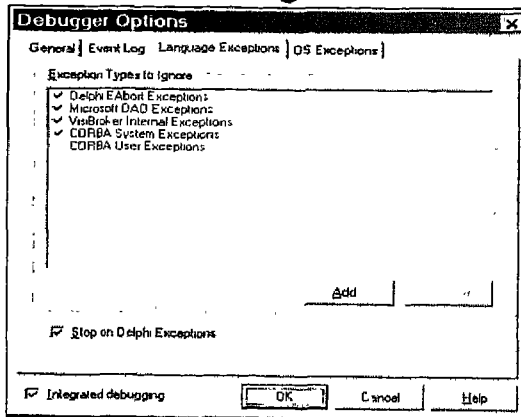 Debugger Options
General Event Log Language Exceptions OS Exceptions
Exception Types to Ignore
Delphi EAbort Exceptions
Microsoft DAO Exceptions
VisiBroker Internal Exceptions
CORBA System Exceptions
CORBA User Exceptions
Add
Stop on Delphi Exceptions
Integrated debugging OK Cancel Help